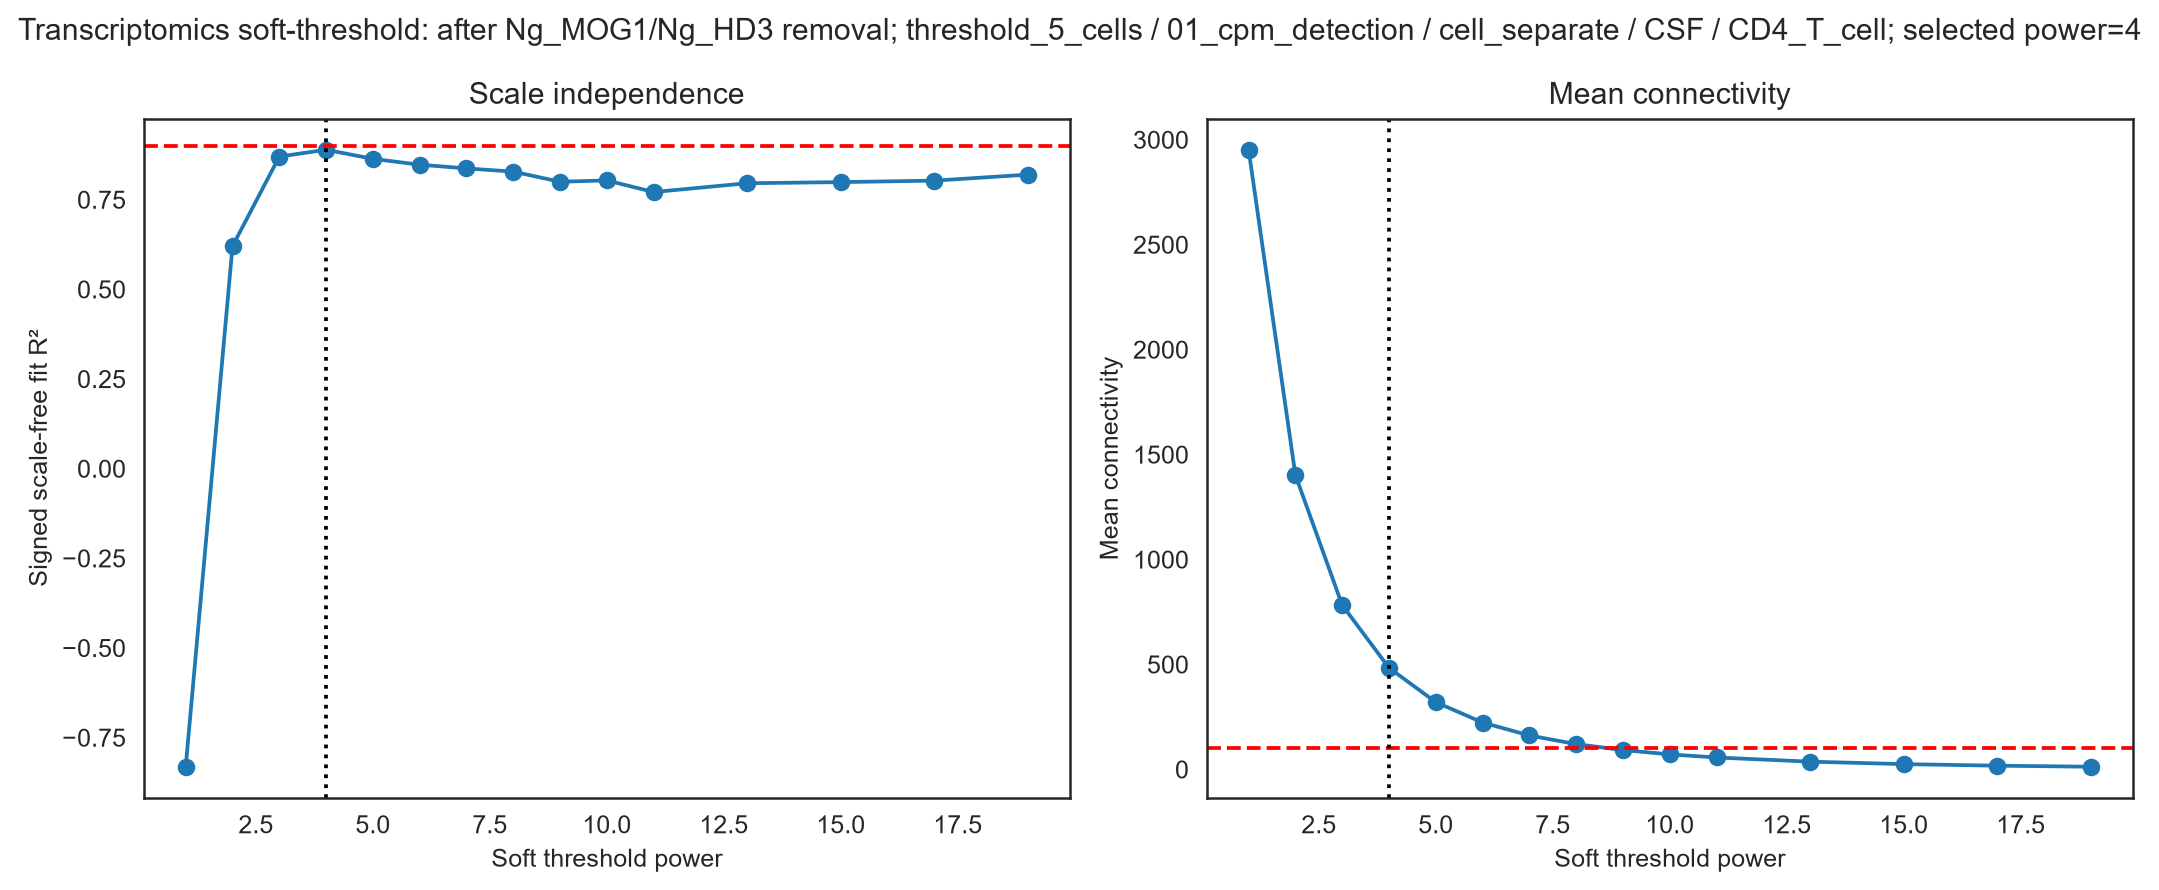 Transcriptomics soft-threshold: after Ng_MOG1/Ng_HD3 removal; threshold_5_cells / 01_cpm_detection / cell_separate / CSF / CD4_T_cell; selected power=4
Scale independence
Signed scale-free fit R²
0.75
0.50
0.25
0.00
−0.25
−0.50
−0.75
2.5 5.0 7.5 10.0 12.5 15.0 17.5
Soft threshold power
Mean connectivity
Mean connectivity
3000
2500
2000
1500
1000
500
0
2.5 5.0 7.5 10.0 12.5 15.0 17.5
Soft threshold power